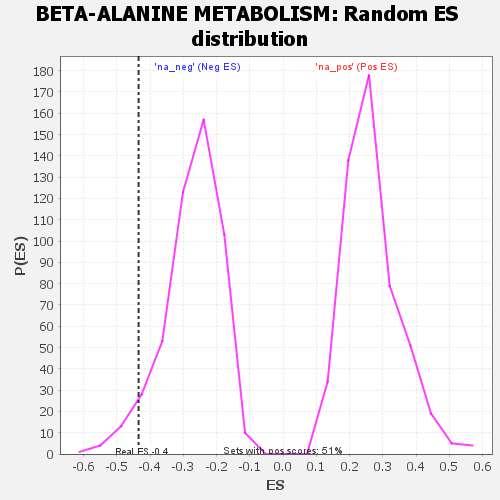 BETA-ALANINE METABOLISM: Random ES
distribution
'na_neg' (Neg ES)
'na_pos' (Pos ES)
180
170
160
150
140
130
120
110
100
90
80
70
60
50
40
30
20
10
0
P(ES)
Real ES -0.4
Sets with pos scores: 51%
-0.6 -0.5 -0.4 -0.3 -0.2 -0.1 0.0 0.1 0.2 0.3 0.4 0.5 0.6
ES